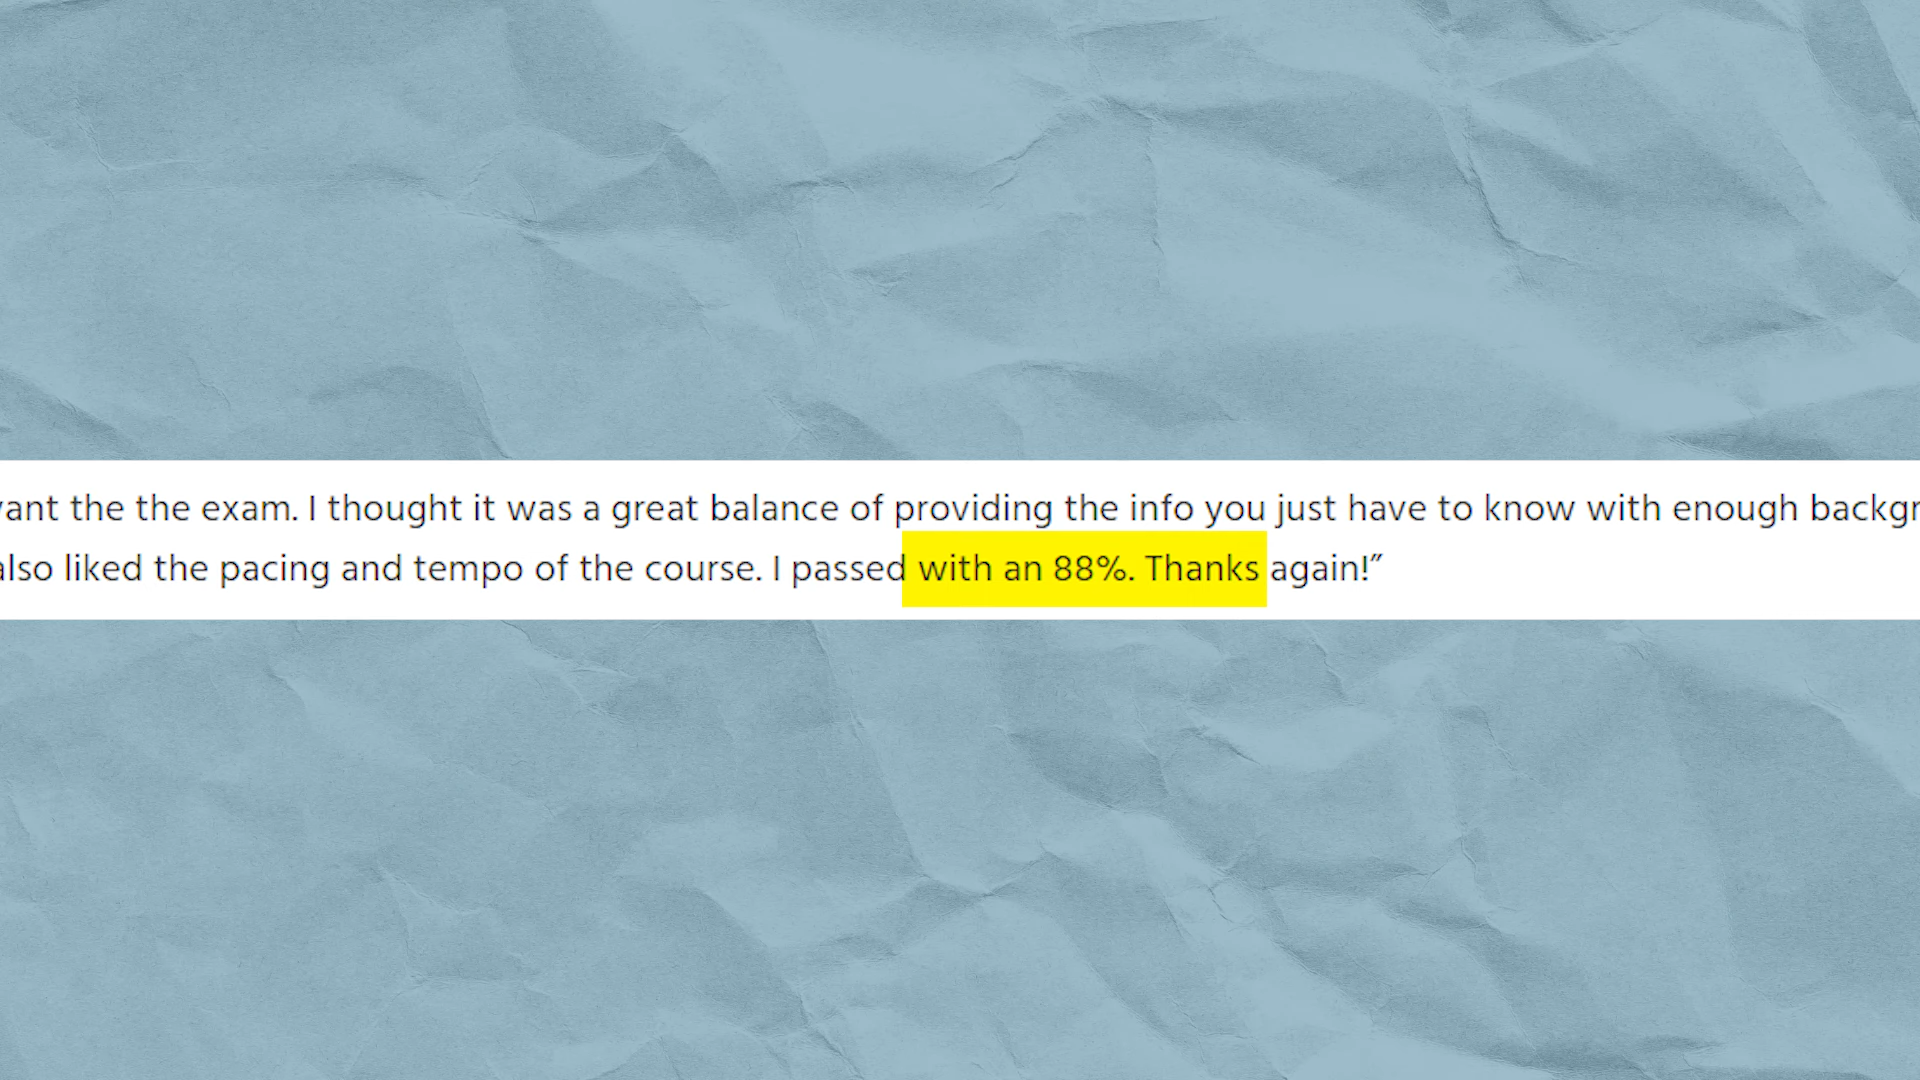 the the exam. I thought it was a great balance of providing the info you just have to know with enough
liked the pacing and tempo of the course. I passed with an 88%. Thanks again!”